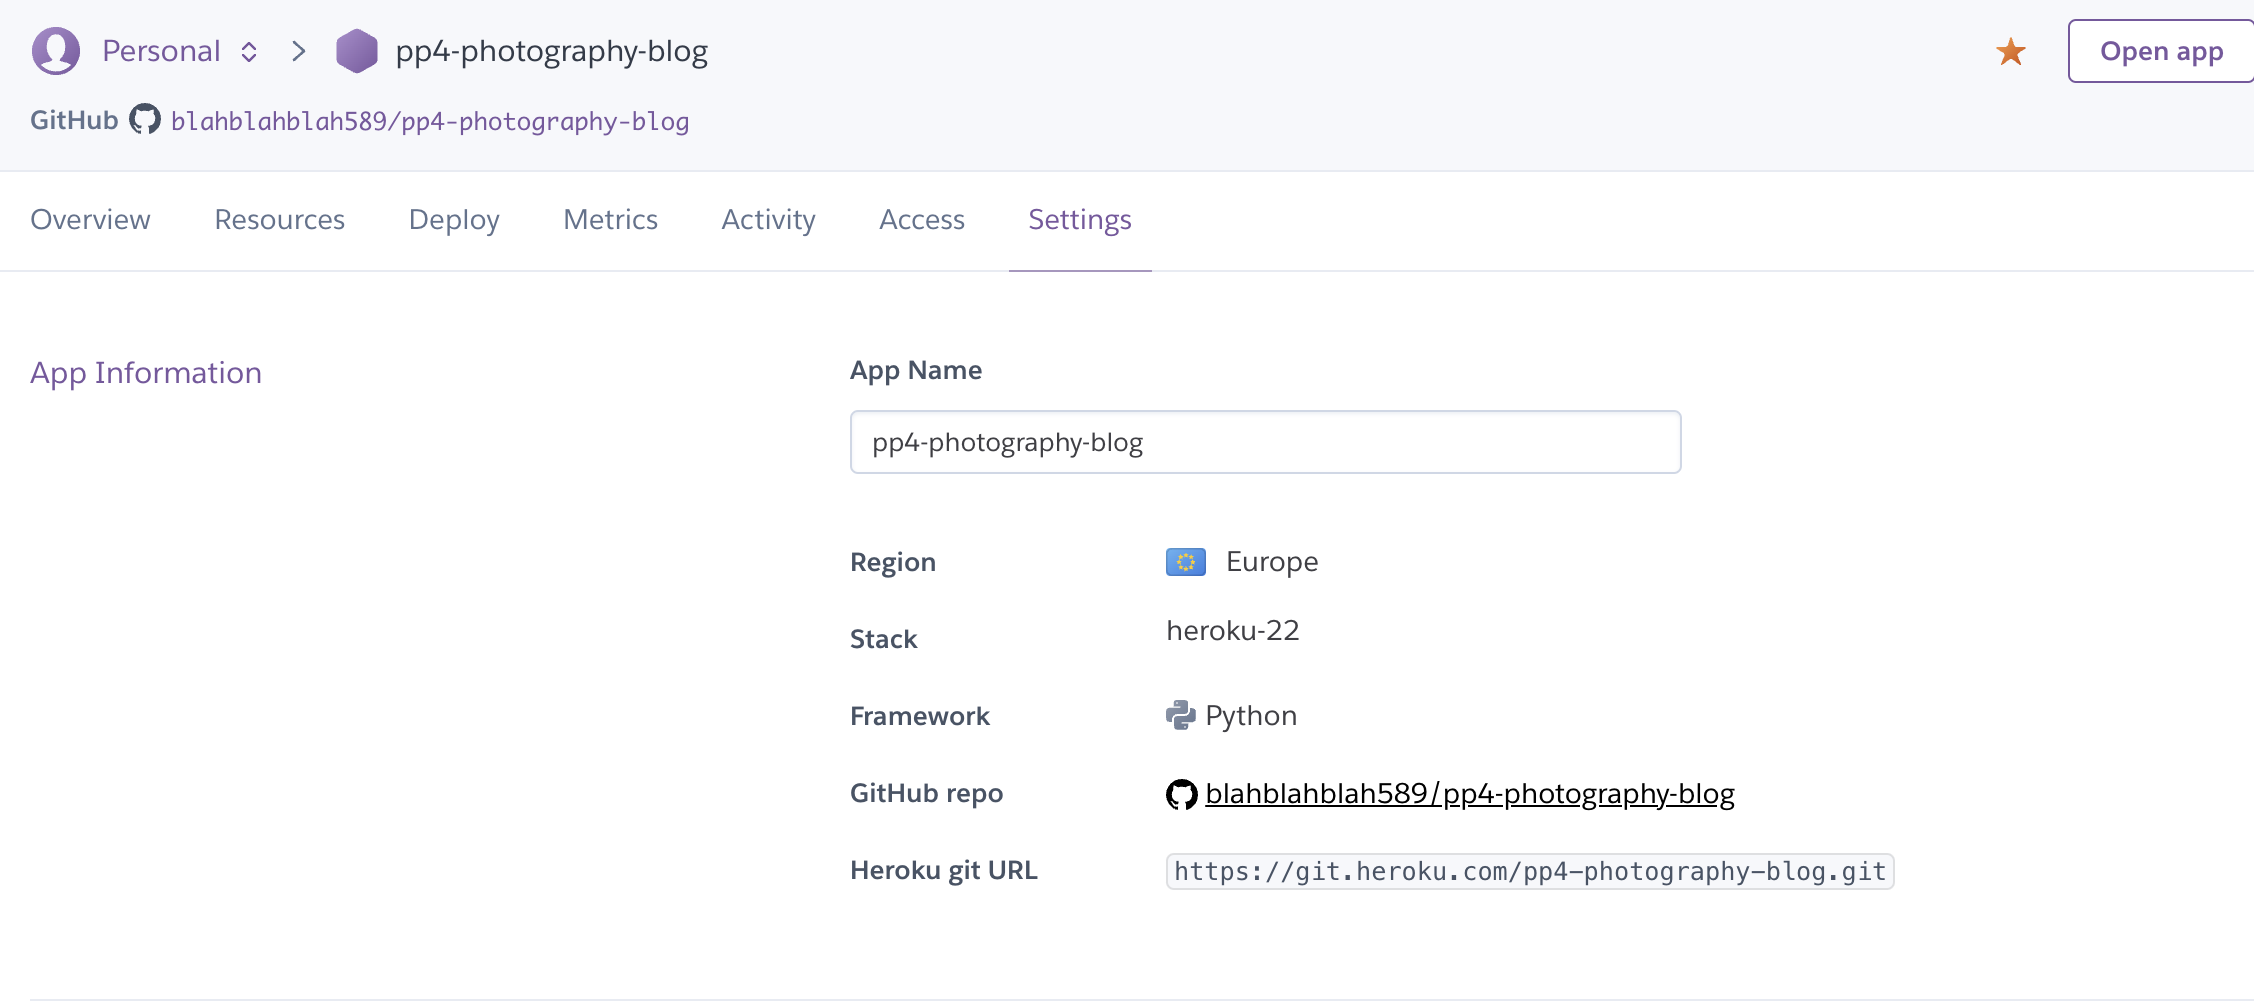 Personal pp4-photography-blog Open app
GitHub blahblahblah589/pp4-photography-blog
Overview Resources Deploy Metrics Activity Access Settings
App Information
App Name
pp4-photography-blog
Region Europe
Stack heroku-22
Framework Python
GitHub repo blahblahblah589/pp4-photography-blog
Heroku git URL https://git.heroku.com/pp4-photography-blog.git